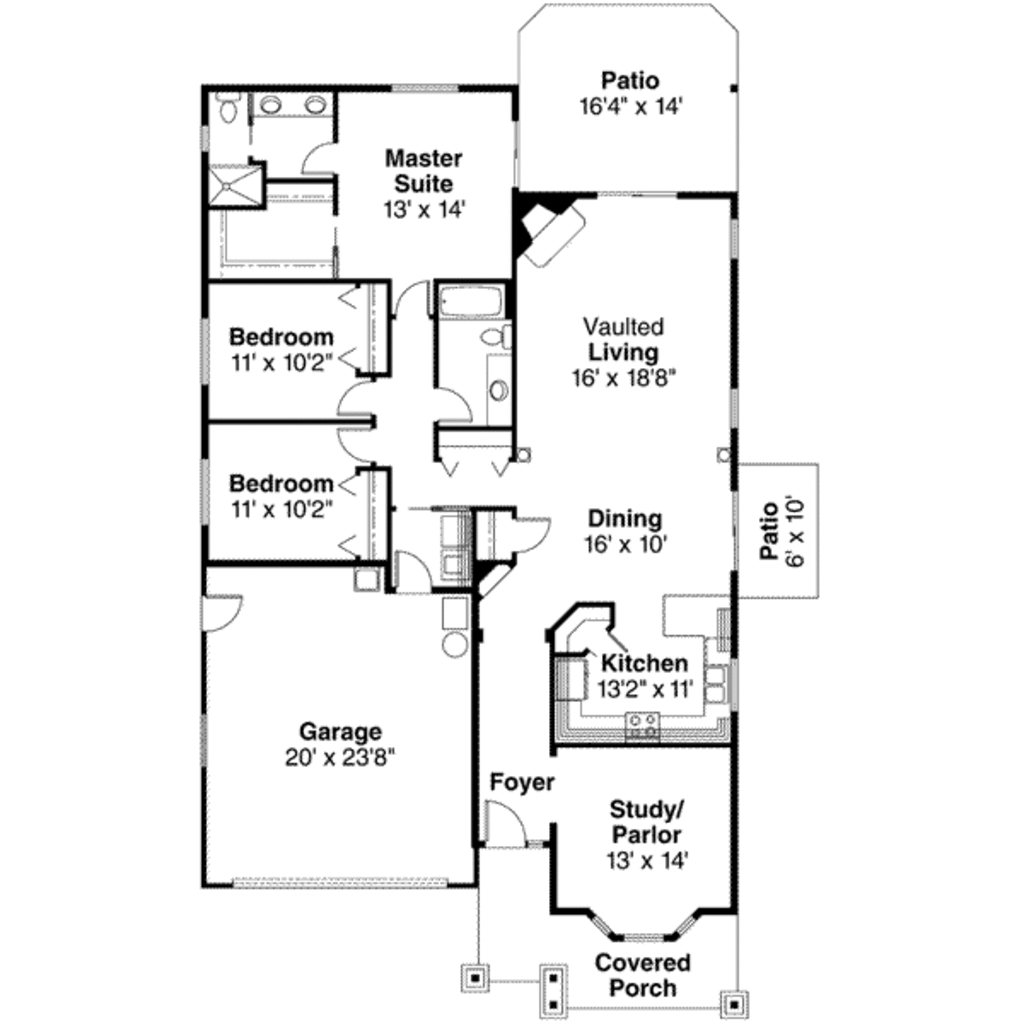 Patio
16'4" x 14'
Master
Suite
13' x 14'
Bedroom
11' x 10'2"
Vaulted
Living
16' x 18'8"
Bedroom
11' x 10'2"
Dining
16' x 10'
Patio
6' x 10'
Kitchen
13'2" x 11'
Garage
20' x 23'8"
Foyer
Study/
Parlor
13' x 14'
Covered
Porch